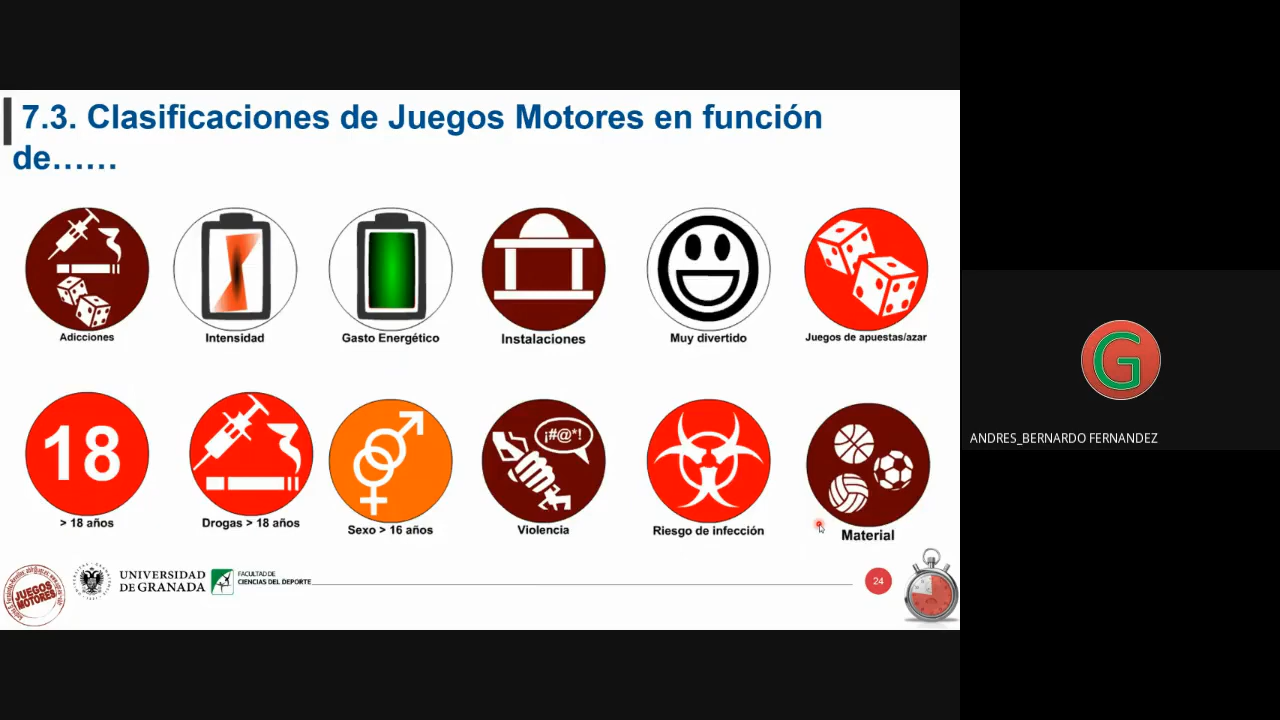 7.3. Clasificaciones de Juegos Motores en función
de......
Adicciones
Intensidad
Gasto Energético
Instalaciones
Muy divertido
Juegos de apuestas/azar
18
¡#@*!
> 18 años
Drogas > 18 años
Sexo > 16 años
Violencia
Riesgo de infección
Material
JUEGOS
MOTORES
UNIVERSIDAD
DE GRANADA
FACULTAD DE
CIENCIAS DEL DEPORTE
24
G
ANDRES_BERNARDO FERNANDEZ